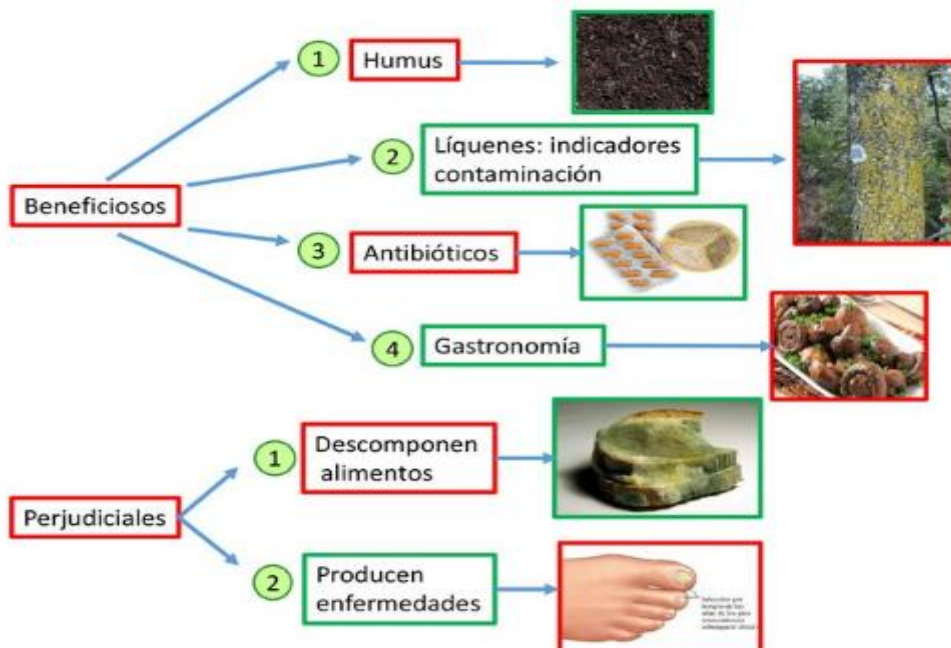 1
Humus
2
Líquenes: indicadores
contaminación
Beneficiosos
3
Antibióticos
4
Gastronomía
1
Descomponen
alimentos
Perjudiciales
2
Producen
enfermedades